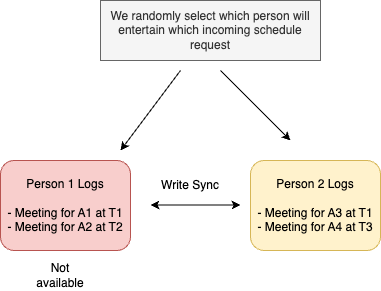 We randomly select which person will
entertain which incoming schedule
request
Person 1 Logs
- Meeting for A1 at T1
- Meeting for A2 at T2
Write Sync
Person 2 Logs
- Meeting for A3 at T1
- Meeting for A4 at T3
Not
available